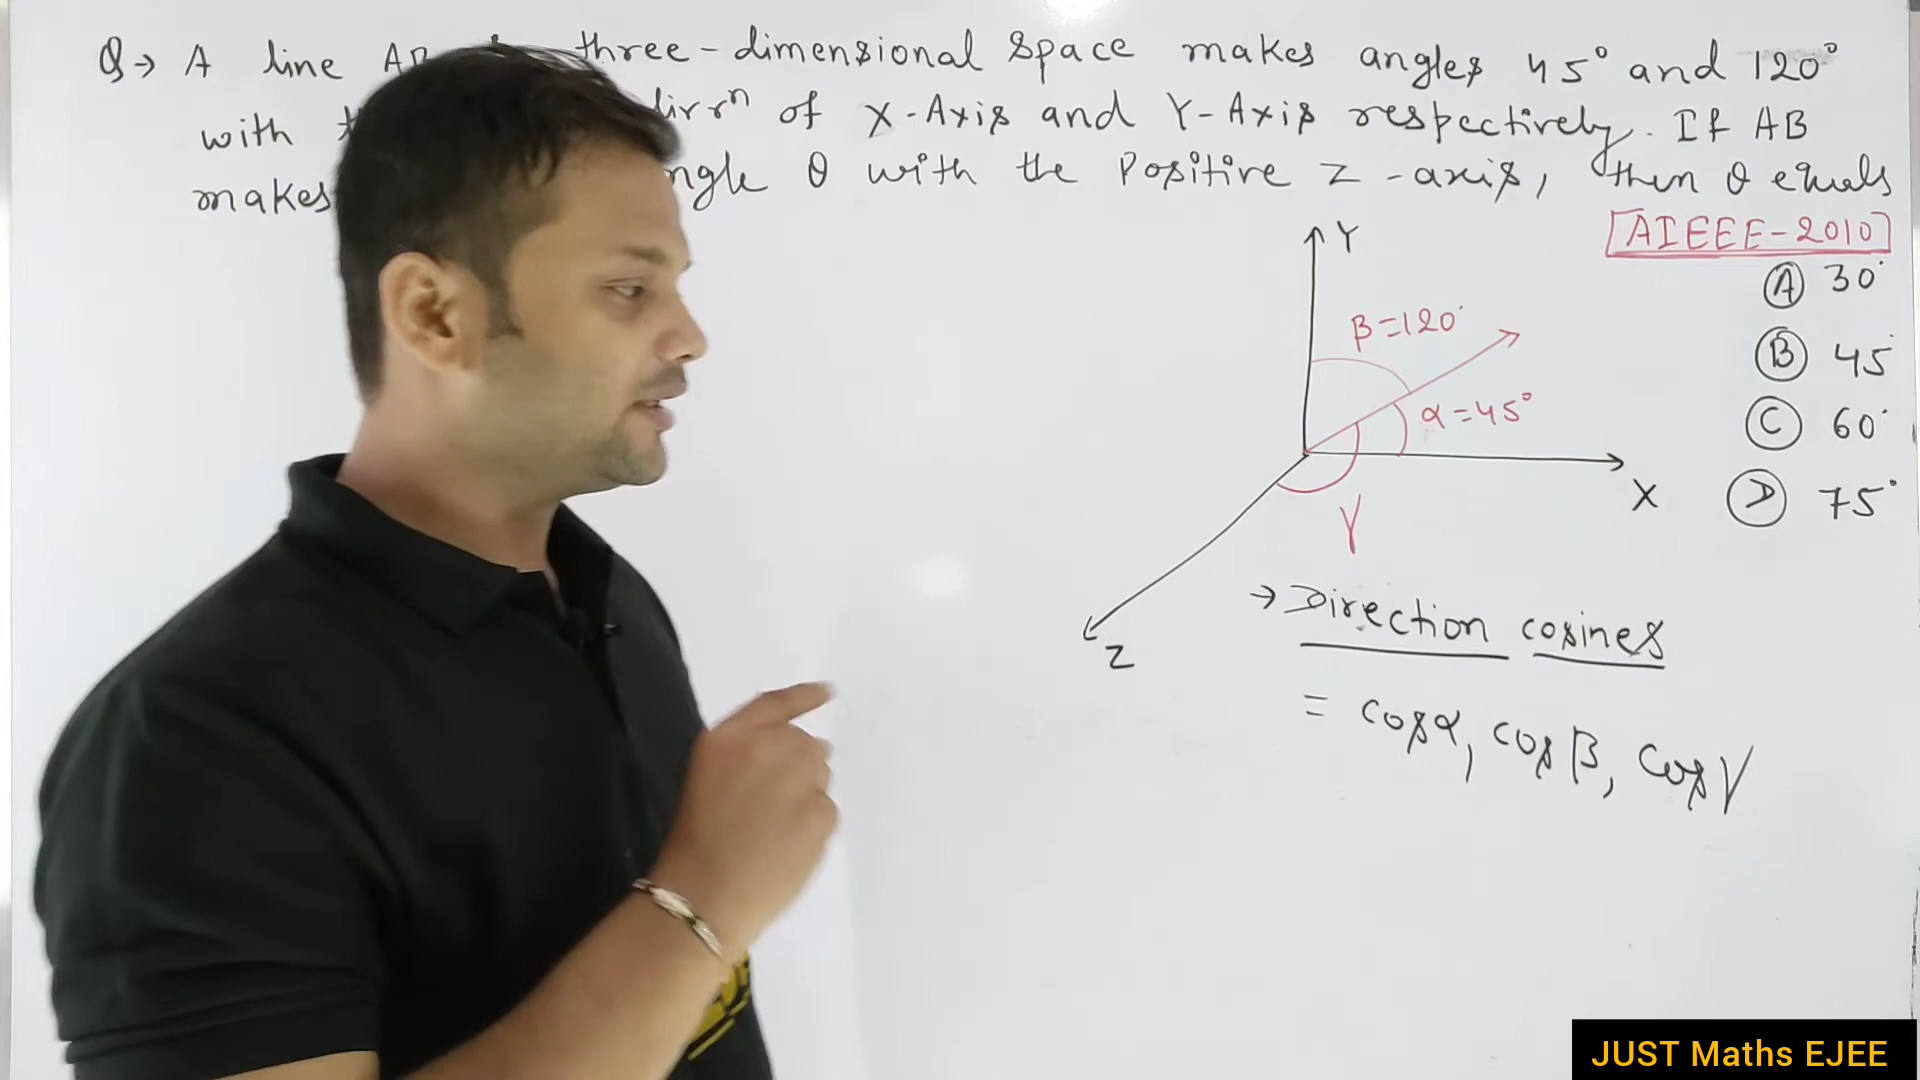 Q→ A line AB three-dimensional space makes angles 45° and 120°
with dirrⁿ of X-Axis and Y-Axis respectively. If AB
makes θ with the Positive Z-axis, then θ equals
[AIEEE-2010]
Y
(A) 30°
β=120°
(B) 45
α=45°
(C) 60°
X
(D) 75°
γ
→ Direction cosines
Z
= cosα, cosβ, cosγ
JUST Maths EJEE